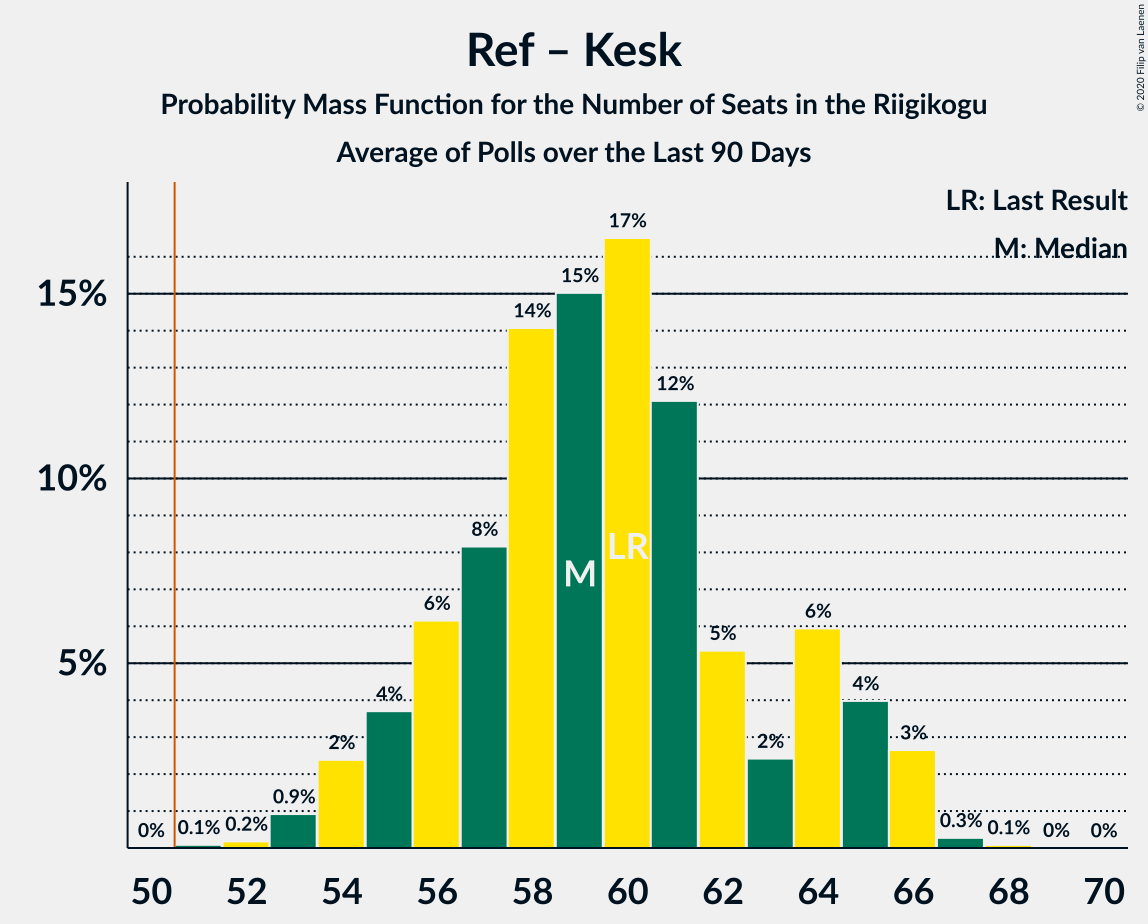 Ref – Kesk
Probability Mass Function for the Number of Seats in the Riigikogu
Average of Polls over the Last 90 Days
© 2020 Filip van Laenen
LR: Last Result
M: Median
15%
10%
5%
0%
0.1%
0.2%
0.9%
2%
4%
6%
8%
14%
15%
17%
12%
5%
2%
6%
4%
3%
0.3%
0.1%
0%
0%
M
LR
50 52 54 56 58 60 62 64 66 68 70